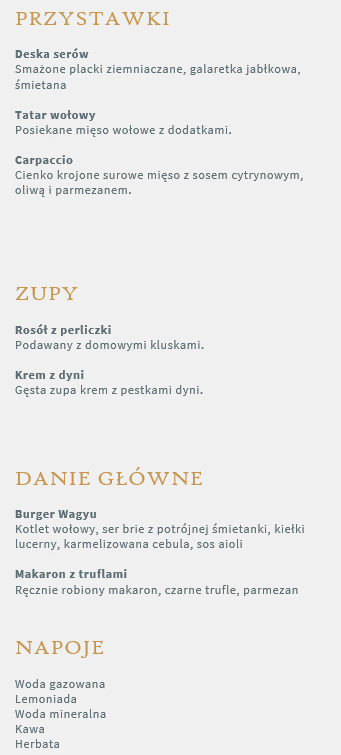 PRZYSTAWKI
Deska serów
Smażone placki ziemniaczane, galaretka jabłkowa,
śmietana
Tatar wołowy
Posiekane mięso wołowe z dodatkami.
Carpaccio
Cienko krojone surowe mięso z sosem cytrynowym,
oliwą i parmezanem.
ZUPY
Rosół z perliczki
Podawany z domowymi kluskami.
Krem z dyni
Gęsta zupa krem z pestkami dyni.
DANIE GŁÓWNE
Burger Wagyu
Kotlet wołowy, ser brie z potrójnej śmietanki, kiełki
lucerny, karmelizowana cebula, sos aioli
Makaron z truflami
Ręcznie robiony makaron, czarne trufle, parmezan
NAPOJE
Woda gazowana
Lemoniada
Woda mineralna
Kawa
Herbata